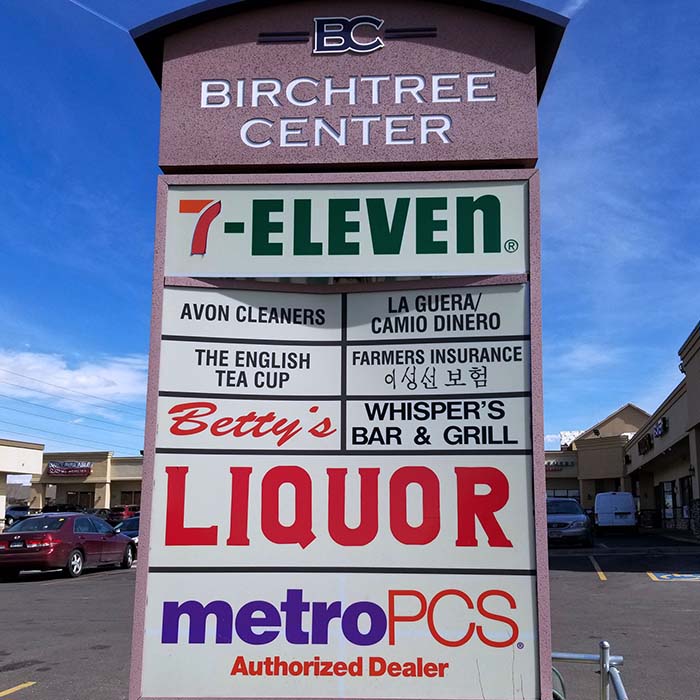 BC
BIRCHTREE
CENTER
7-ELEVEn®
AVON CLEANERS
LA GUERA/
CAMIO DINERO
THE ENGLISH
TEA CUP
FARMERS INSURANCE
이성선 보험
Betty's
WHISPER'S
BAR & GRILL
LIQUOR
metroPCS®
Authorized Dealer